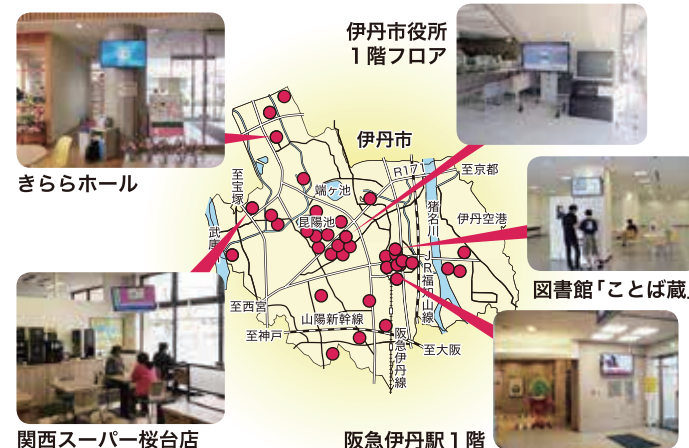 伊丹市役所
1階フロア
きららホール
伊丹市
R171
至京都
至宝塚
端ヶ池
昆陽池
猪名川
伊丹空港
武庫
図書館「ことば蔵」
JR福知山線
至西宮
山陽新幹線
至神戸
阪急伊丹線
至大阪
関西スーパー桜台店
阪急伊丹駅1階